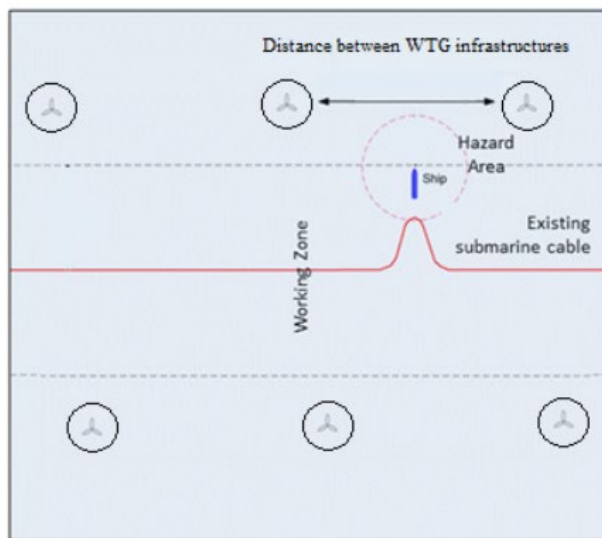 Distance between WTG infrastructures
Hazard
Area
Ship
Existing
submarine cable
Working Zone